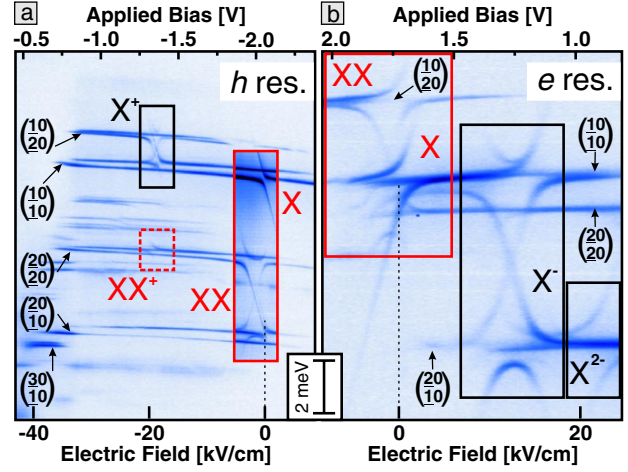 a
Applied Bias [V]
-0.5 -1.0 -1.5 -2.0
h res.
X+
(10
20)
(10
10)
(20
20)
(20
10)
(30
10)
XX+
XX
X
2 meV
-40 -20 0
Electric Field [kV/cm]
b
Applied Bias [V]
2.0 1.5 1.0
e res.
XX
(10
20)
X
(10
10)
(20
20)
X-
(20
10)
X2-
0 20
Electric Field [kV/cm]